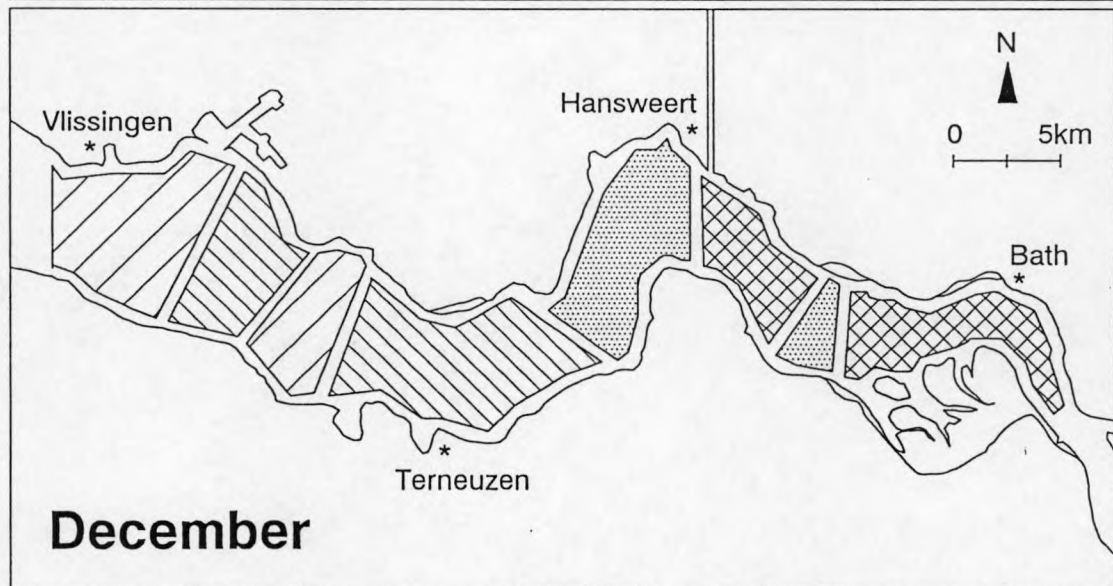 N
Hansweert
Vlissingen
0 5km
Bath
Terneuzen
December